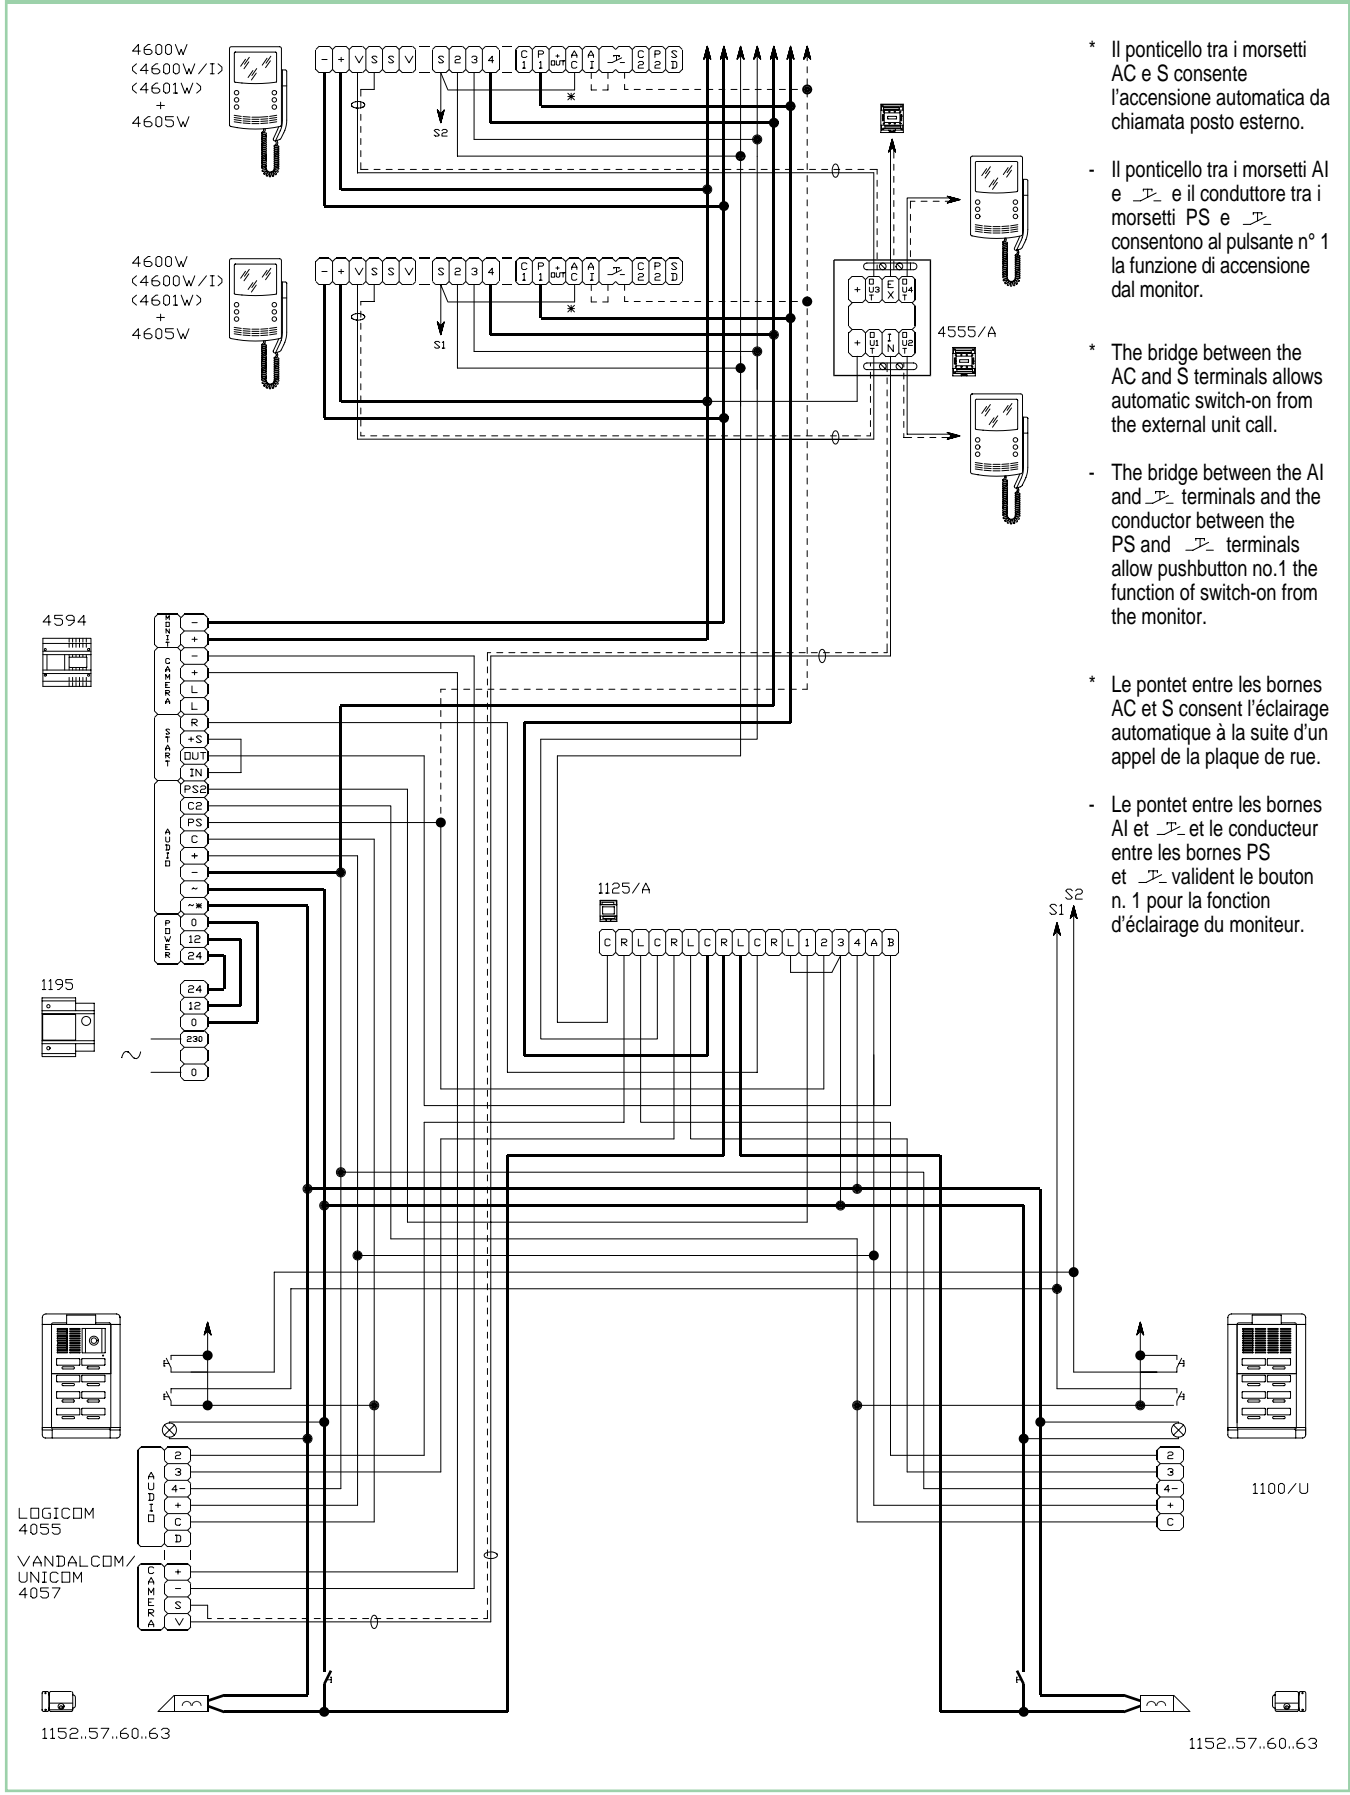 4600W
(4600W/I)
(4601W)
+
4605W
- + V S S V S 2 3 4 C1 P1 +OUT AC AI C2 P2 SD
*
S2
4600W
(4600W/I)
(4601W)
+
4605W
- + V S S V S 2 3 4 C1 P1 +OUT AC AI C2 P2 SD
*
S1
+ OUT3 EX OUT4
+ OUT1 IN OUT2
4555/A
* Il ponticello tra i morsetti
AC e S consente
l'accensione automatica da
chiamata posto esterno.
- Il ponticello tra i morsetti AI
e e il conduttore tra i
morsetti PS e
consentono al pulsante n° 1
la funzione di accensione
dal monitor.
* The bridge between the
AC and S terminals allows
automatic switch-on from
the external unit call.
- The bridge between the AI
and terminals and the
conductor between the
PS and terminals
allow pushbutton no.1 the
function of switch-on from
the monitor.
* Le pontet entre les bornes
AC et S consent l'éclairage
automatique à la suite d'un
appel de la plaque de rue.
- Le pontet entre les bornes
AI et et le conducteur
entre les bornes PS
et valident le bouton
n. 1 pour la fonction
d'éclairage du moniteur.
4594
MONIT
-
+
CAMERA
-
+
L
L
START
R
+S
OUT
IN
AUDIO
PS2
C2
PS
C
+
-
~
~*
POWER
0
12
24
1195
24
12
0
230
~
0
1125/A
C R L C R L C R L C R L 1 2 3 4 A B
S1
S2
LOGICOM
4055
VANDALCOM/
UNICOM
4057
AUDIO
2
3
4-
+
C
D
CAMERA
+
-
S
V
2
3
4-
+
C
1100/U
1152..57..60..63
1152..57..60..63